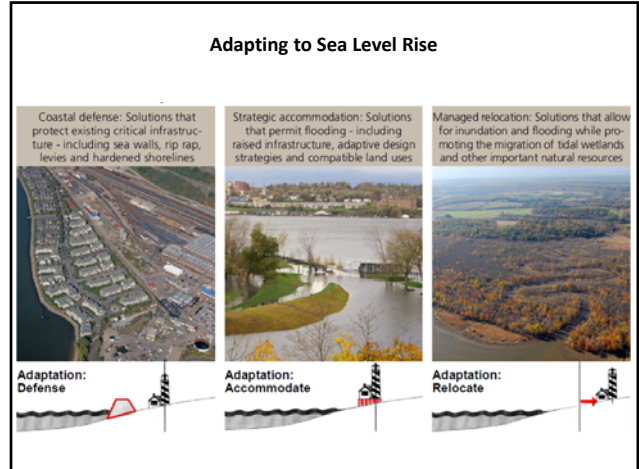 Adapting to Sea Level Rise
Coastal defense: Solutions that
protect existing critical infrastruc-
ture - including sea walls, rip rap,
levies and hardened shorelines
Strategic accommodation: Solutions
that permit flooding - including
raised infrastructure, adaptive design
strategies and compatible land uses
Managed relocation: Solutions that allow
for inundation and flooding while pro-
moting the migration of tidal wetlands
and other important natural resources
Adaptation:
Defense
Adaptation:
Accommodate
Adaptation:
Relocate